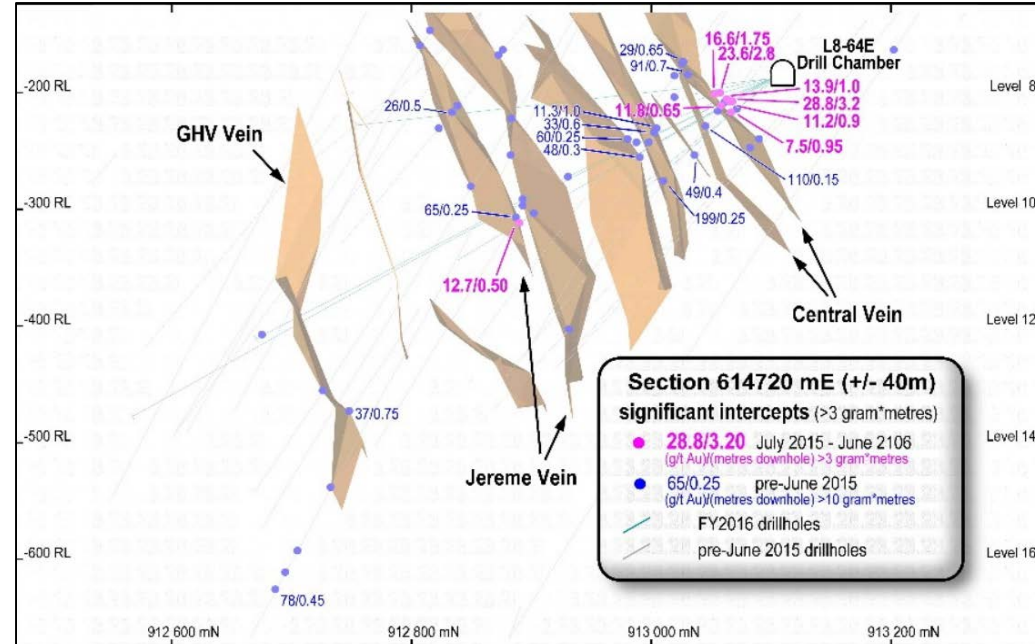 16.6/1.75
23.6/2.8
L8-64E
Drill Chamber
29/0.65
91/0.7
-200 RL
Level 8
13.9/1.0
28.8/3.2
11.2/0.9
26/0.5
11.3/1.0
11.8/0.65
33/0.6
60/0.25
48/0.3
7.5/0.95
GHV Vein
110/0.15
49/0.4
-300 RL
Level 10
65/0.25
199/0.25
12.7/0.50
-400 RL
Level 12
Central Vein
Section 614720 mE (+/- 40m)
significant intercepts (>3 gram*metres)
28.8/3.20 July 2015 - June 2106
(g/t Au)/(metres downhole) >3 gram*metres
65/0.25 pre-June 2015
(g/t Au)/(metres downhole) >10 gram*metres
FY2016 drillholes
pre-June 2015 drillholes
37/0.75
-500 RL
Level 14
Jereme Vein
-600 RL
Level 16
78/0.45
912 600 mN
912 800 mN
913 000 mN
913 200 mN